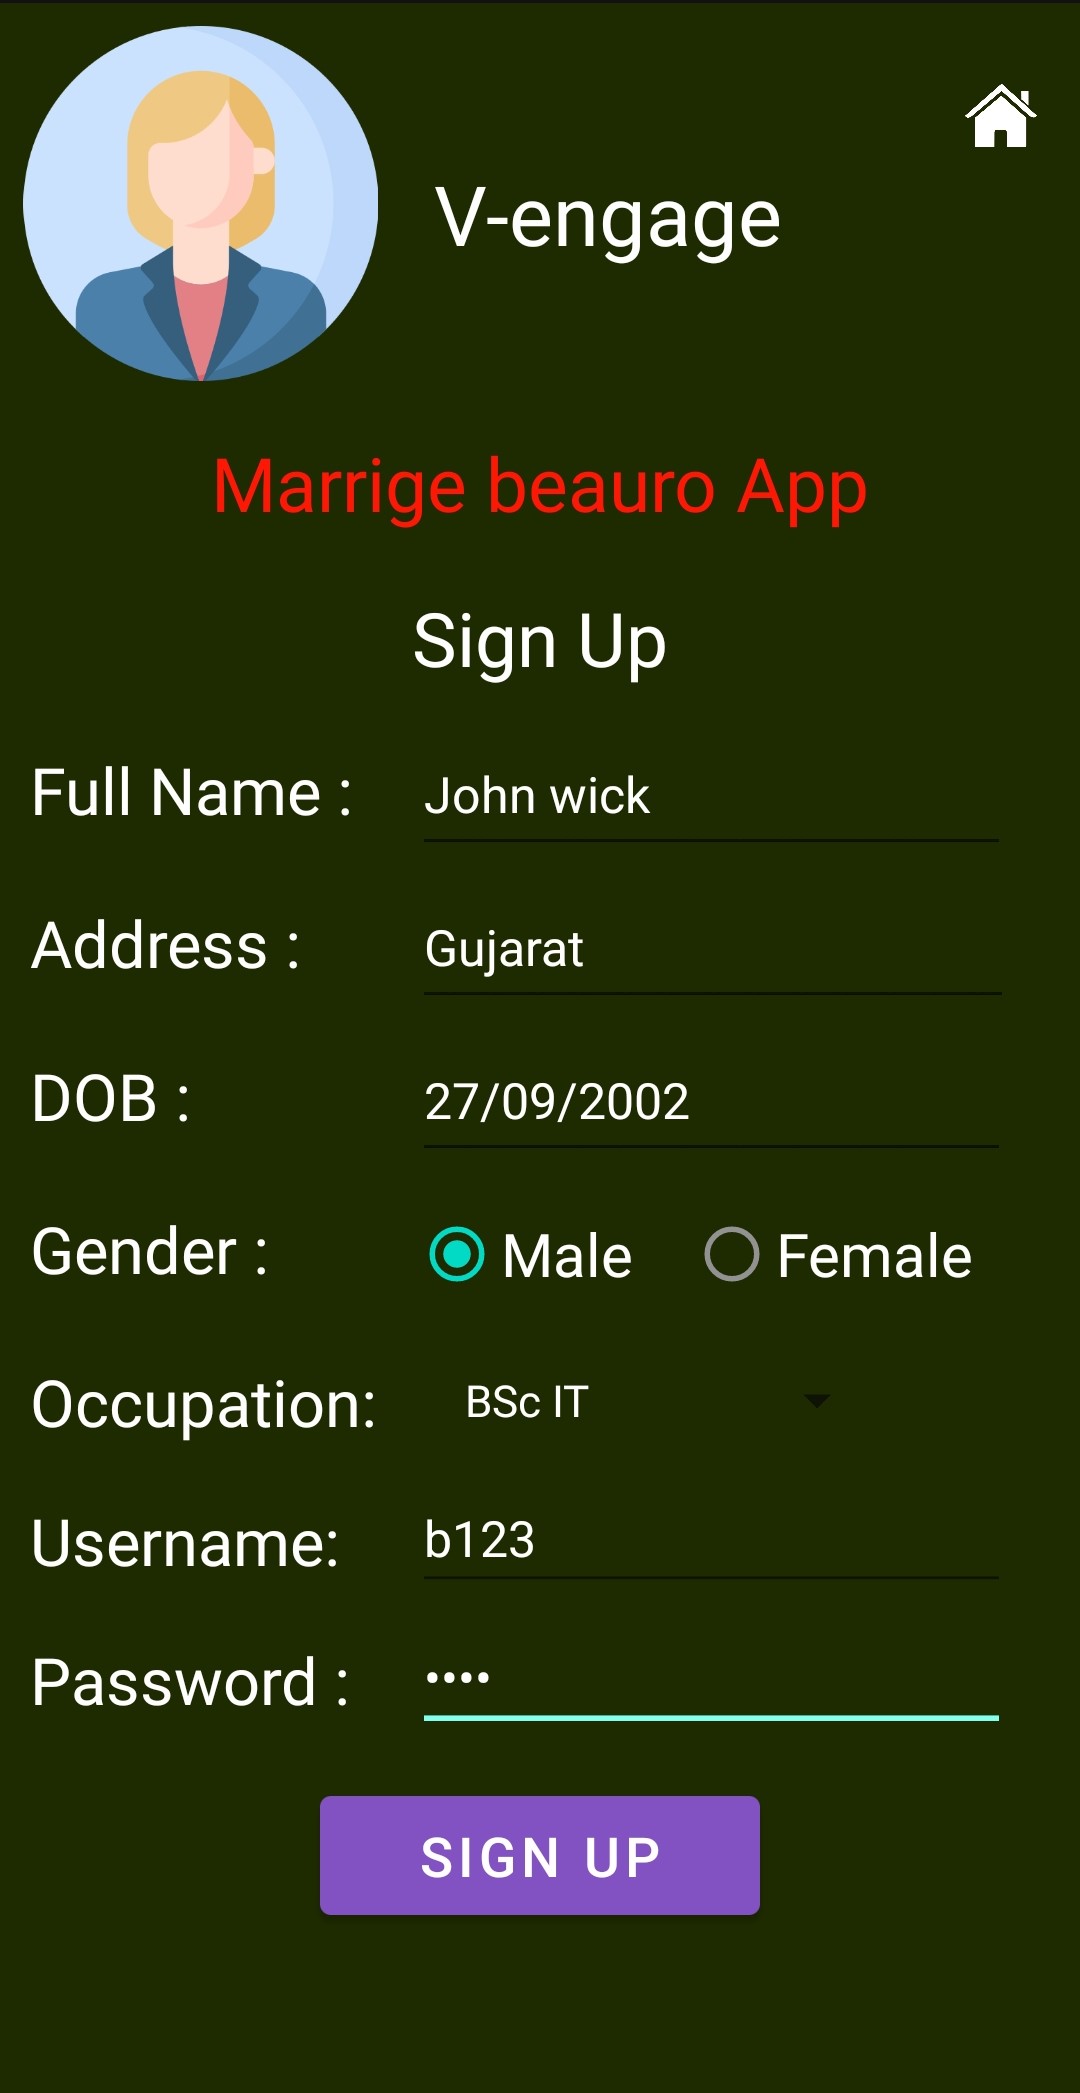 V-engage
Marrige beauro App
Sign Up
Full Name : John wick
Address : Gujarat
DOB : 27/09/2002
Gender : Male Female
Occupation: BSc IT
Username: b123
Password : ••••
SIGN UP